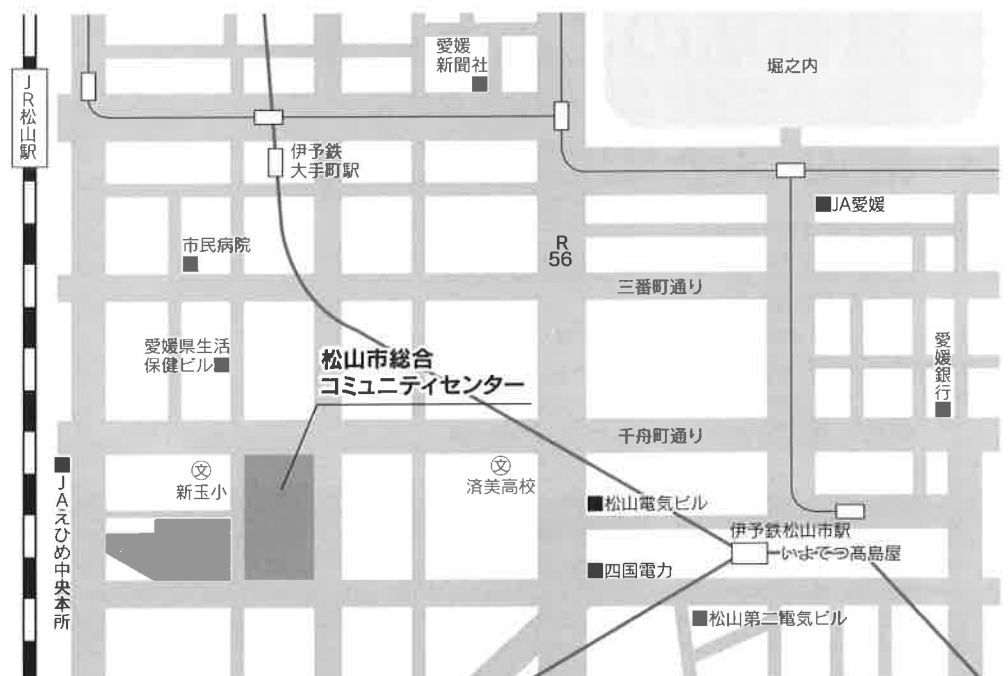 愛媛
新聞社
堀之内
JR松山駅
伊予鉄
大手町駅
JA愛媛
市民病院
R
56
三番町通り
愛媛県生活
保健ビル
松山市総合
コミュニティセンター
愛媛銀行
千舟町通り
文
新玉小
文
済美高校
JAえひめ中央本所
松山電気ビル
伊予鉄松山市駅
いよてつ髙島屋
四国電力
松山第二電気ビル